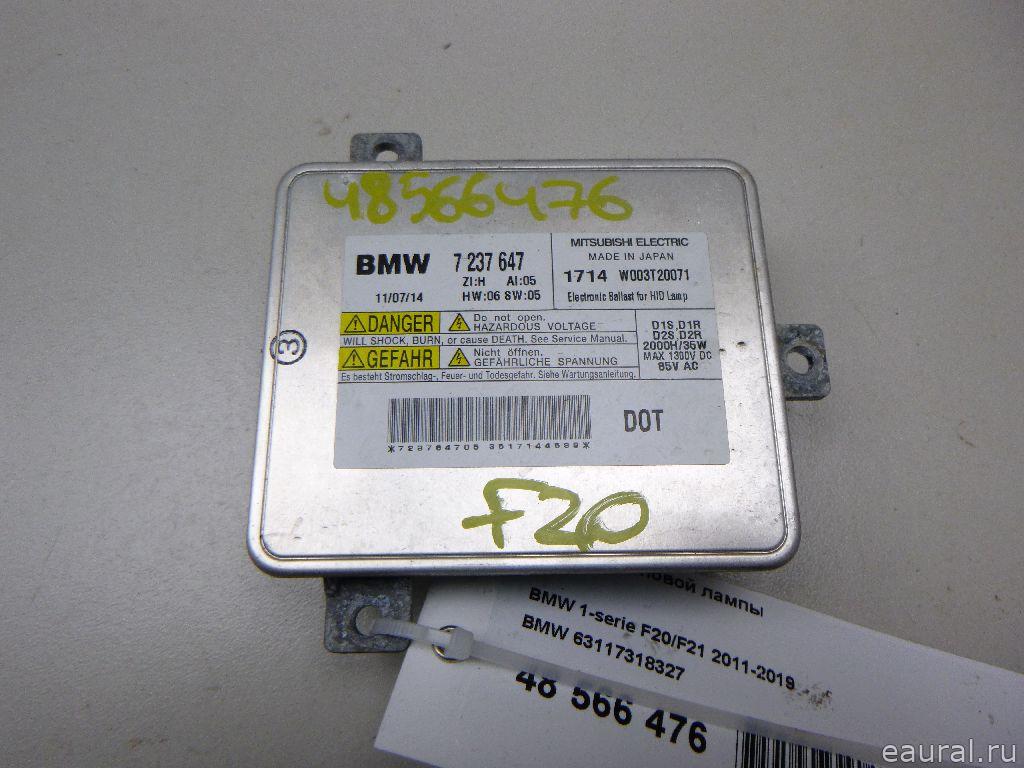 48566476
BMW 7 237 647
ZI:H AI:05
11/07/14 HW:06 SW:05
MITSUBISHI ELECTRIC
MADE IN JAPAN
1714 W003T20071
Electronic Ballast for HID Lamp
DANGER Do not open.
HAZARDOUS VOLTAGE
WILL SHOCK, BURN, or cause DEATH. See Service Manual.
GEFAHR Nicht öffnen.
GEFÄHRLICHE SPANNUNG
Es besteht Stromschlag-, Feuer- und Todesgefahr. Siehe Wartungsanleitung.
D1S,D1R
D2S,D2R
2000H/35W
MAX 1300V DC
85V AC
3
DOT
*723764705 3517144599*
F20
лампы
BMW 1-serie F20/F21 2011-2019
BMW 63117318327
48 566 476
eaural.ru